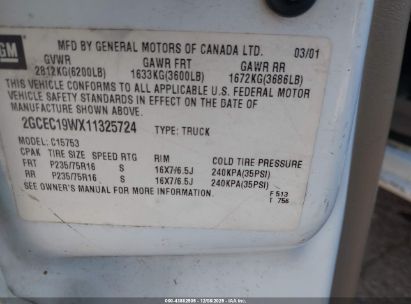 GM
MFD BY GENERAL MOTORS OF CANADA LTD. 03/01
GVWR GAWR FRT GAWR RR
2812KG(6200LB) 1633KG(3600LB) 1672KG(3686LB)
THIS VEHICLE CONFORMS TO ALL APPLICABLE U.S. FEDERAL MOTOR
VEHICLE SAFETY STANDARDS IN EFFECT ON THE DATE OF
MANUFACTURE SHOWN ABOVE.
2GCEC19WX11325724 TYPE: TRUCK
MODEL: C15753
CPAK TIRE SIZE SPEED RTG RIM COLD TIRE PRESSURE
FRT P235/75R16 S 16X7/6.5J 240KPA(35PSI)
RR P235/75R16 S 16X7/6.5J 240KPA(35PSI)
SEE OWNER'S MANUAL FOR MORE INFORMATION.
F 513
T 756